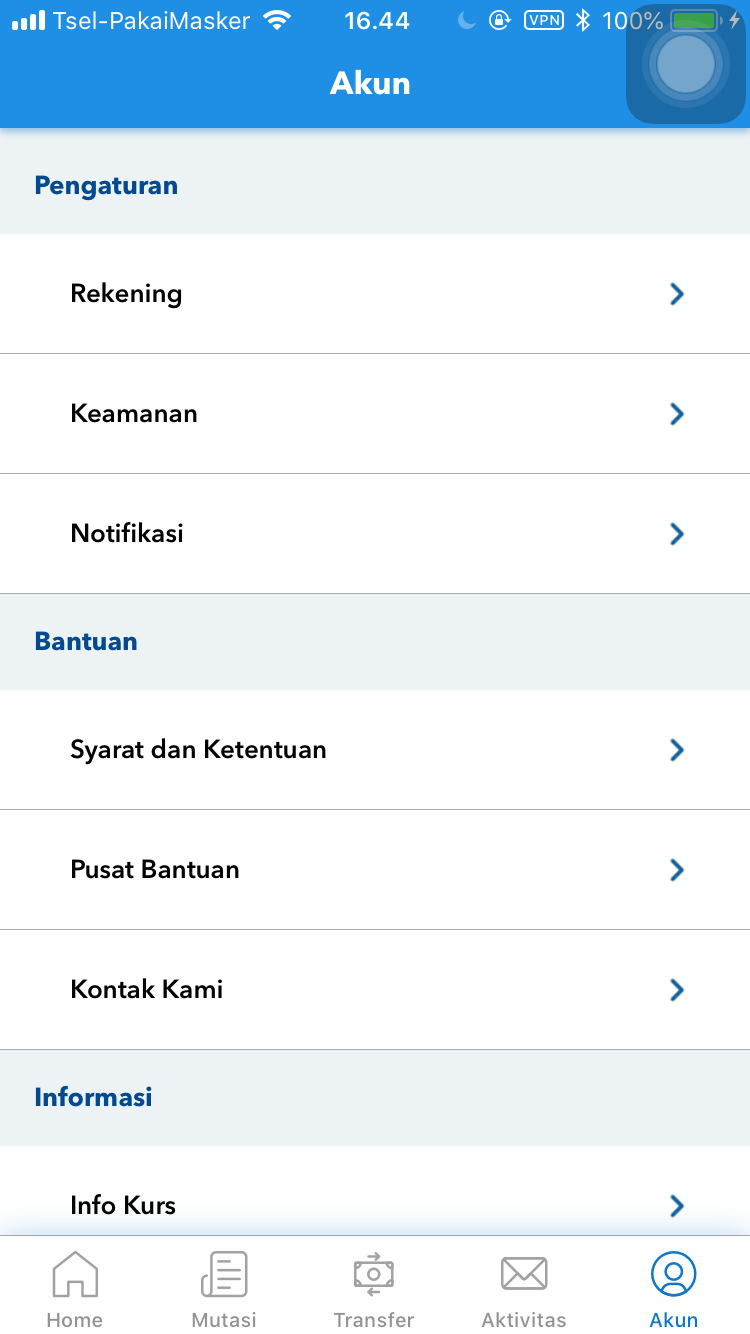 Tsel-PakaiMasker 16.44 VPN 100%
Akun
Pengaturan
Rekening
Keamanan
Notifikasi
Bantuan
Syarat dan Ketentuan
Pusat Bantuan
Kontak Kami
Informasi
Info Kurs
Home Mutasi Transfer Aktivitas Akun